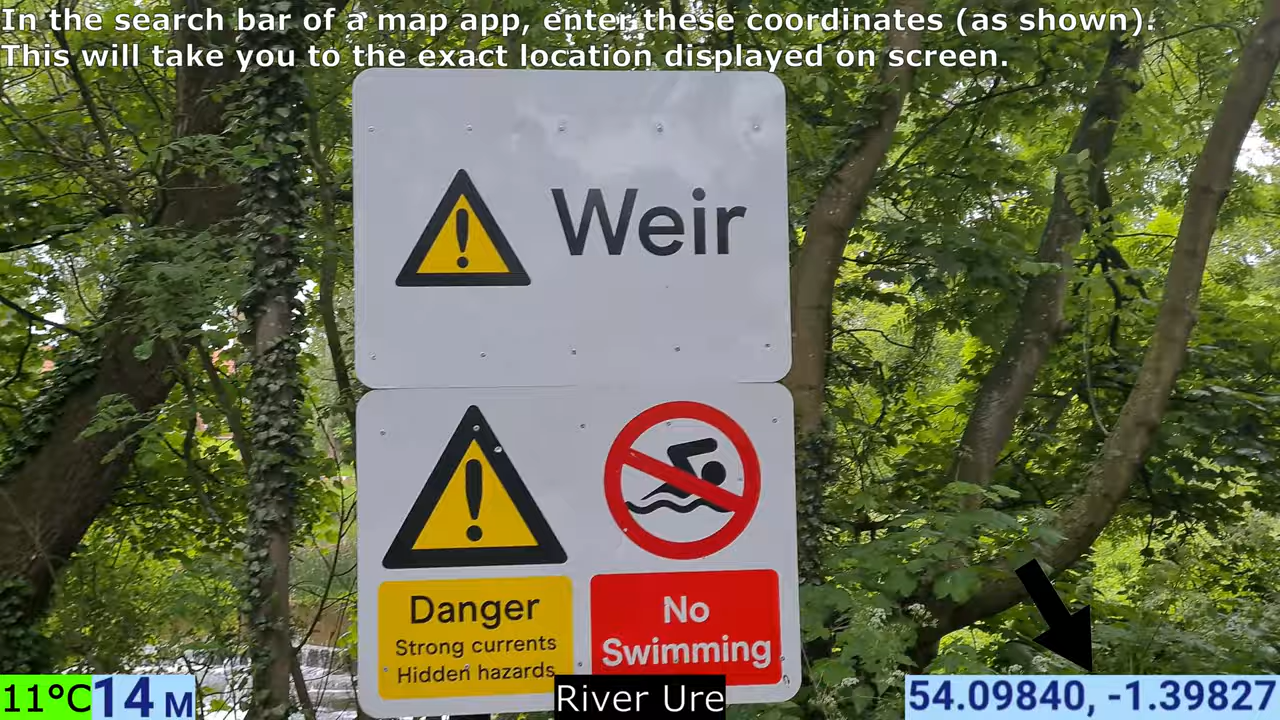 In the search bar of a map app, enter these coordinates (as shown).
This will take you to the exact location displayed on screen.
Weir
Danger
Strong currents
Hidden hazards
No
Swimming
11°C 14 M
River Ure
54.09840, -1.39827